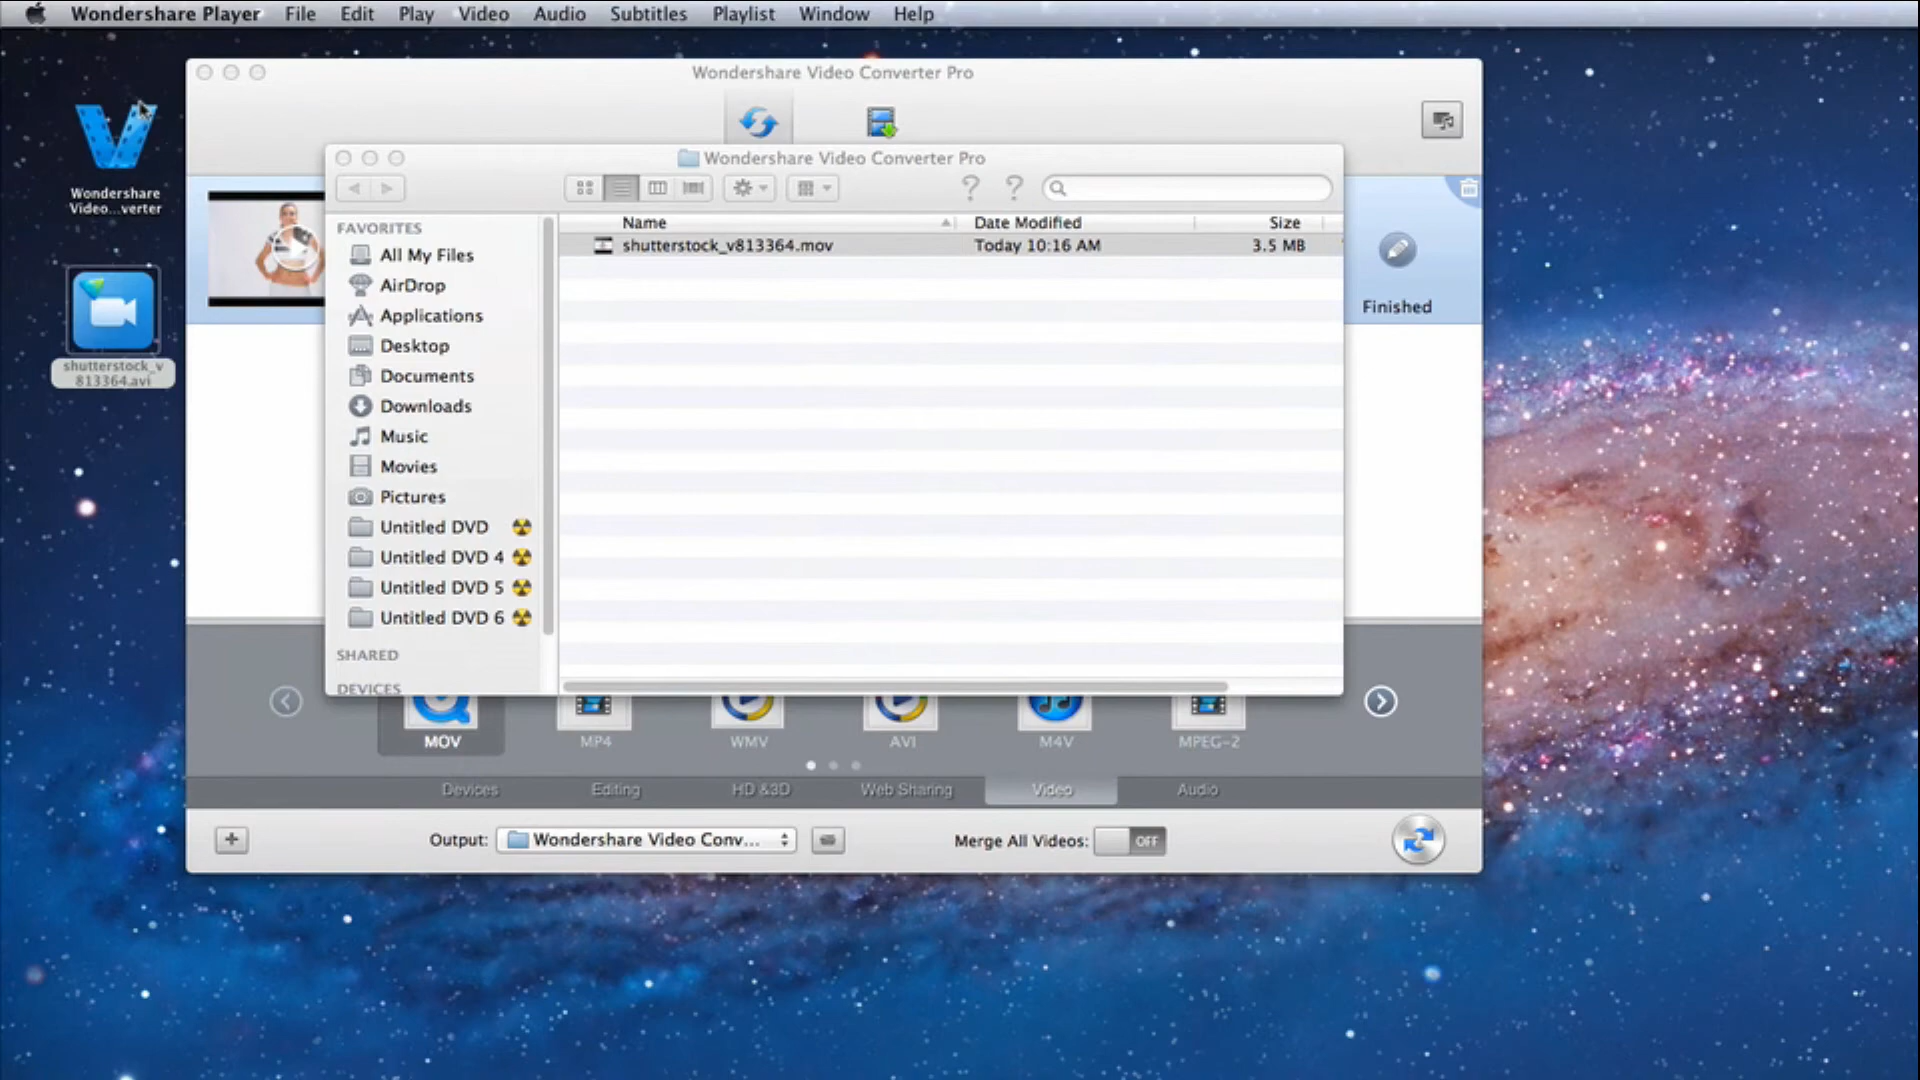 Wondershare Player File Edit Play Video Audio Subtitles Playlist Window Help
Wondershare Video Converter Pro
Wondershare
Video...verter
shutterstock_v
813364.avi
Wondershare Video Converter Pro
FAVORITES
All My Files
AirDrop
Applications
Desktop
Documents
Downloads
Music
Movies
Pictures
Untitled DVD
Untitled DVD 4
Untitled DVD 5
Untitled DVD 6
SHARED
DEVICES
Name Date Modified Size
shutterstock_v813364.mov Today 10:16 AM 3.5 MB
Finished
MOV MP4 WMV AVI M4V MPEG-2
Devices Editing HD &3D Web Sharing Video Audio
Output: Wondershare Video Conv... Merge All Videos: OFF